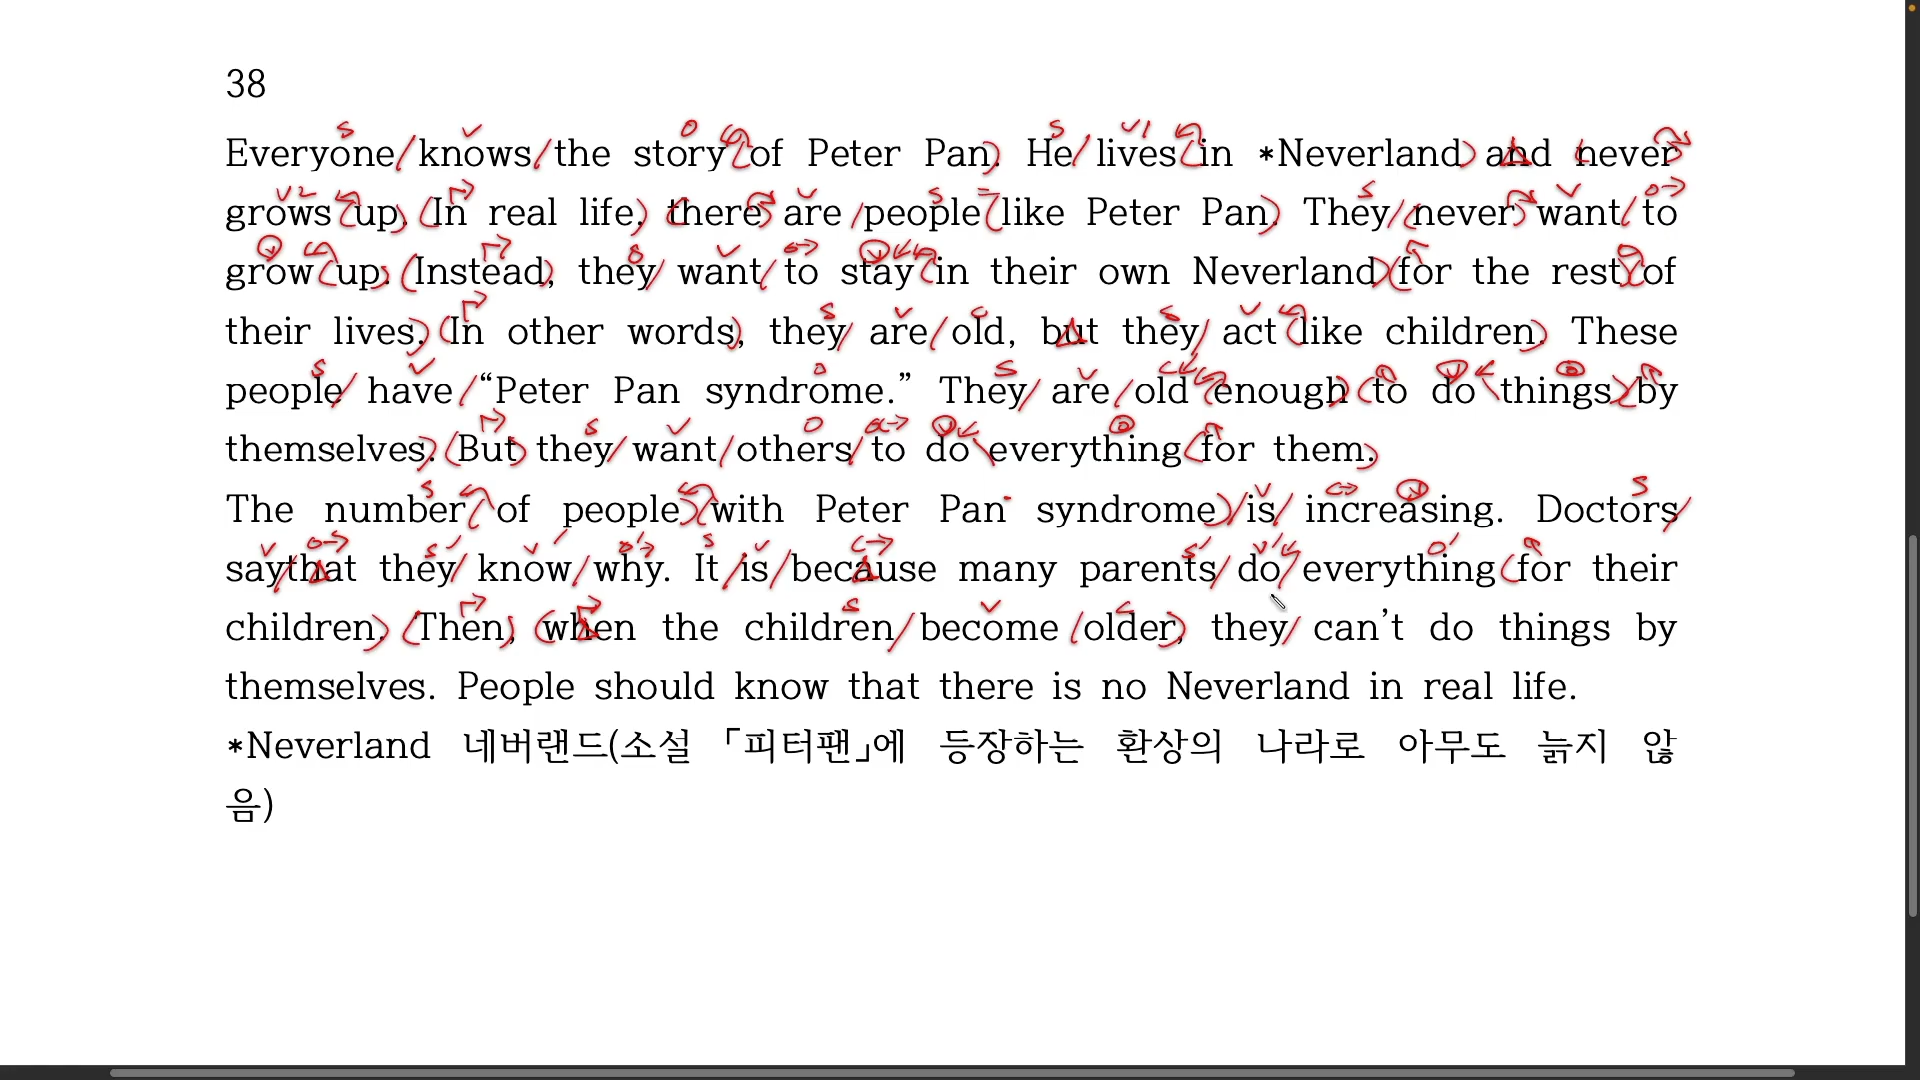 38
Everyone knows the story of Peter Pan. He lives in *Neverland and never
grows up. In real life, there are people like Peter Pan. They never want to
grow up. Instead, they want to stay in their own Neverland for the rest of
their lives. In other words, they are old, but they act like children. These
people have “Peter Pan syndrome.” They are old enough to do things by
themselves. But they want others to do everything for them.
The number of people with Peter Pan syndrome is increasing. Doctors
say that they know why. It is because many parents do everything for their
children. Then, when the children become older, they can’t do things by
themselves. People should know that there is no Neverland in real life.
*Neverland 네버랜드(소설 「피터팬」에 등장하는 환상의 나라로 아무도 늙지 않
음)